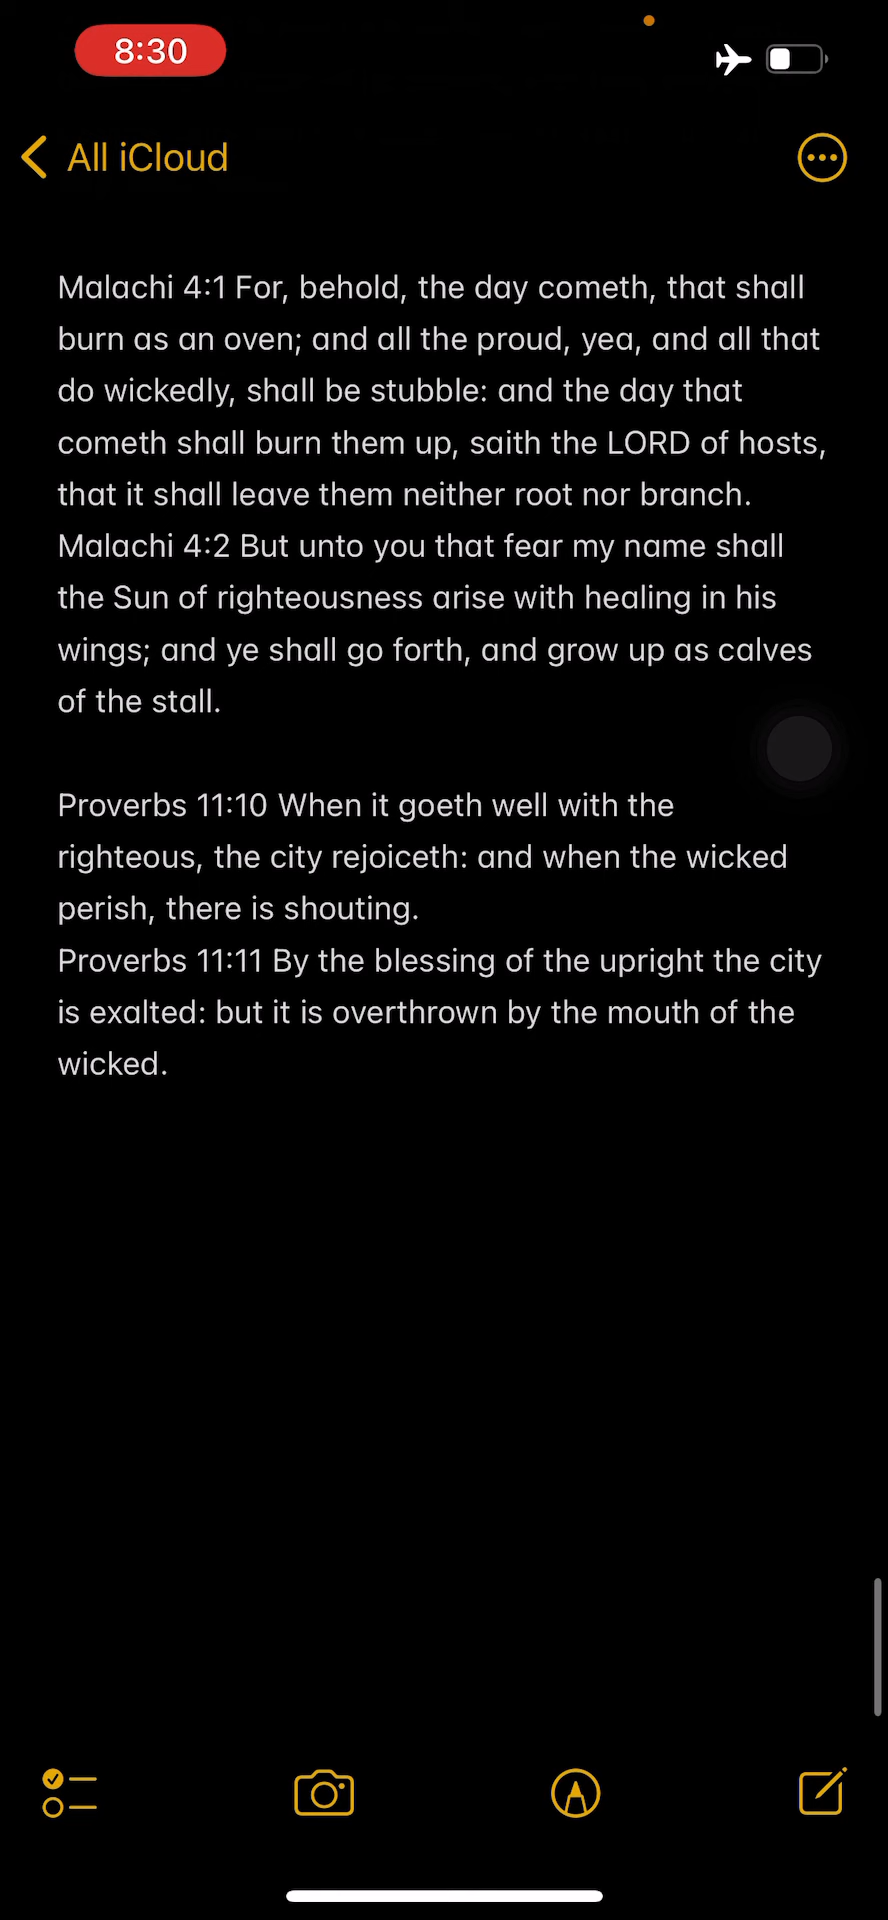 8:30
All iCloud
Malachi 4:1 For, behold, the day cometh, that shall
burn as an oven; and all the proud, yea, and all that
do wickedly, shall be stubble: and the day that
cometh shall burn them up, saith the LORD of hosts,
that it shall leave them neither root nor branch.
Malachi 4:2 But unto you that fear my name shall
the Sun of righteousness arise with healing in his
wings; and ye shall go forth, and grow up as calves
of the stall.
Proverbs 11:10 When it goeth well with the
righteous, the city rejoiceth: and when the wicked
perish, there is shouting.
Proverbs 11:11 By the blessing of the upright the city
is exalted: but it is overthrown by the mouth of the
wicked.